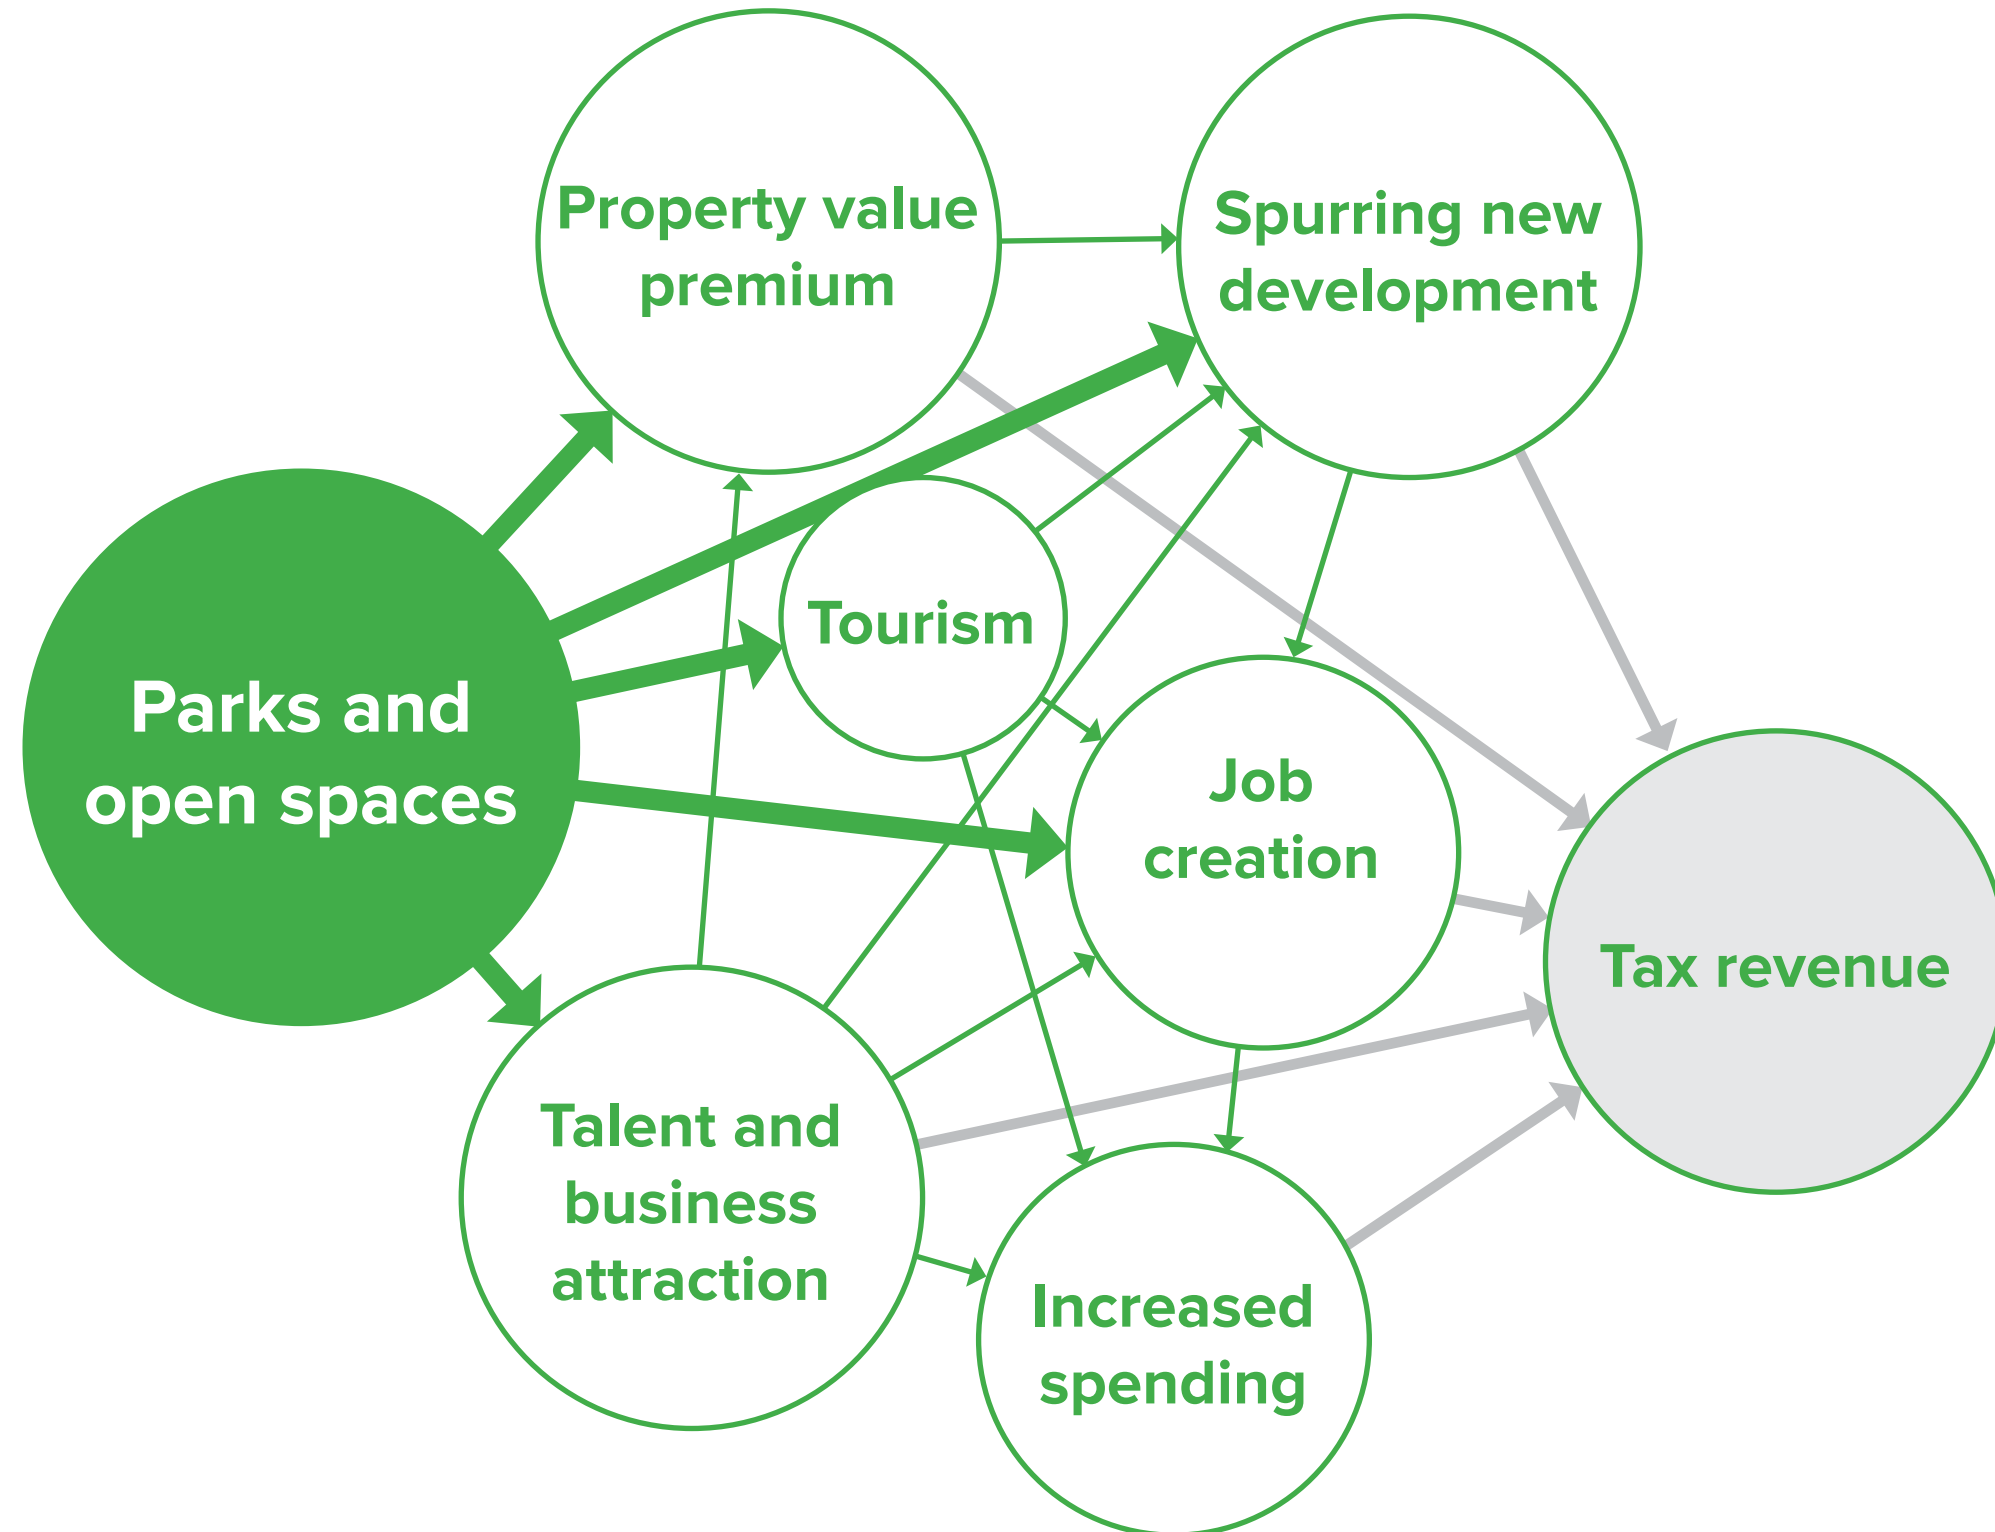 Property value
premium
Spurring new
development
Tourism
Parks and
open spaces
Job
creation
Tax revenue
Talent and
business
attraction
Increased
spending